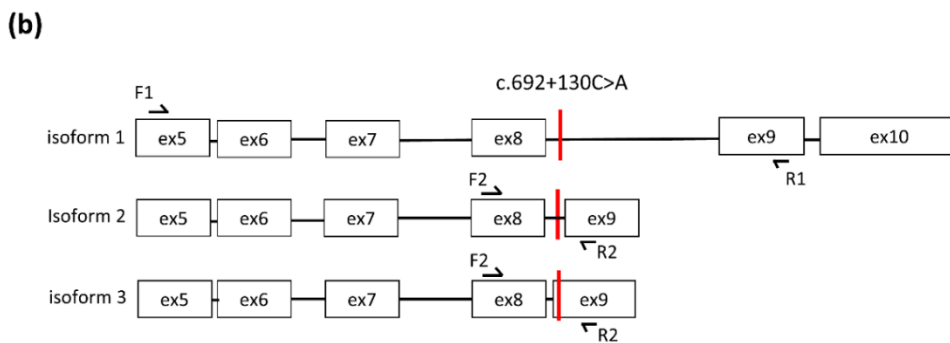 (b)
c.692+130C>A
F1
isoform 1 ex5 ex6 ex7 ex8 ex9 ex10
R1
F2
Isoform 2 ex5 ex6 ex7 ex8 ex9
R2
F2
isoform 3 ex5 ex6 ex7 ex8 ex9
R2